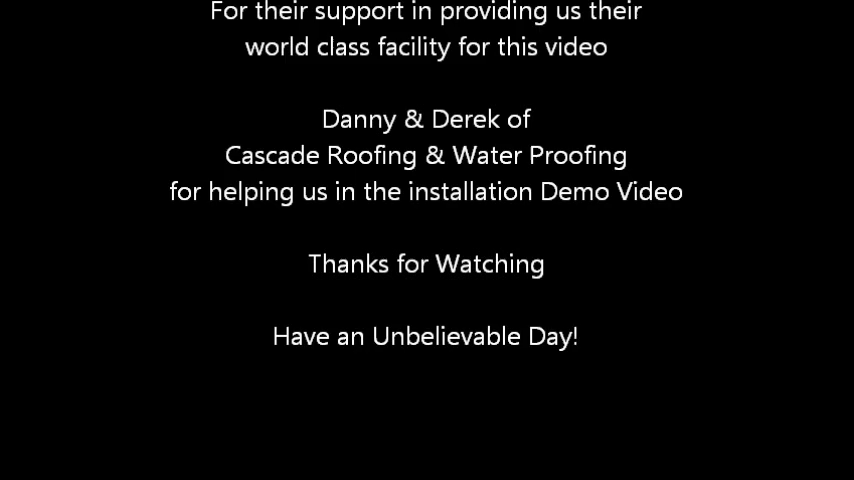 For their support in providing us their
world class facility for this video
Danny & Derek of
Cascade Roofing & Water Proofing
for helping us in the installation Demo Video
Thanks for Watching
Have an Unbelievable Day!